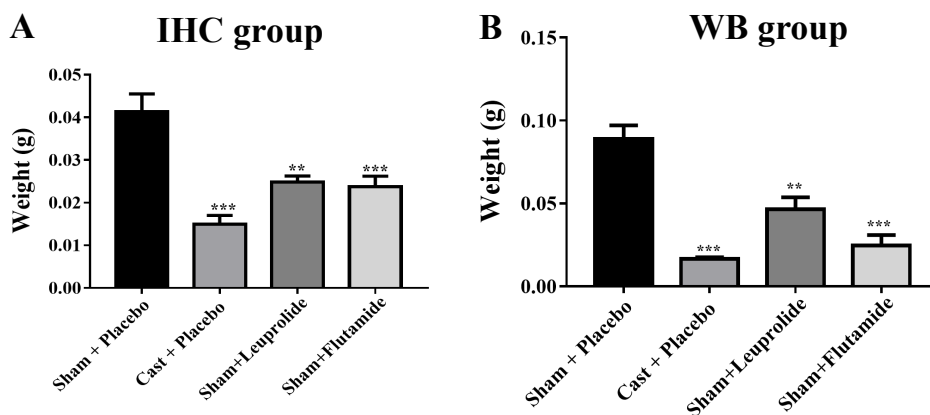 A
IHC group
Weight (g)
0.05
0.04
0.03
0.02
0.01
0.00
**
***
***
Sham + Placebo
Cast + Placebo
Sham+Leuprolide
Sham+Flutamide
B
WB group
Weight (g)
0.15
0.10
0.05
0.00
**
***
***
Sham + Placebo
Cast + Placebo
Sham+Leuprolide
Sham+Flutamide